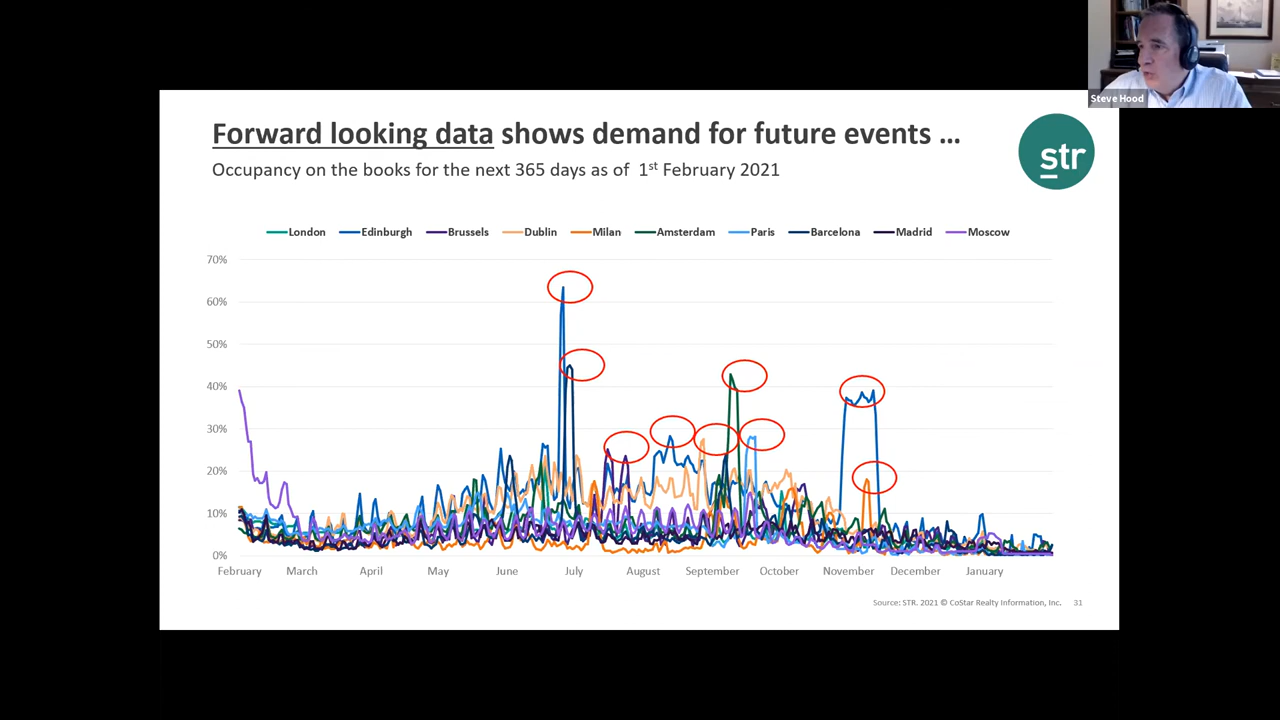 Steve Hood
Forward looking data shows demand for future events ...
str
Occupancy on the books for the next 365 days as of 1st February 2021
London Edinburgh Brussels Dublin Milan Amsterdam Paris Barcelona Madrid Moscow
70%
60%
50%
40%
30%
20%
10%
0%
February March April May June July August September October November December January
Source: STR. 2021 © CoStar Realty Information, Inc. 31